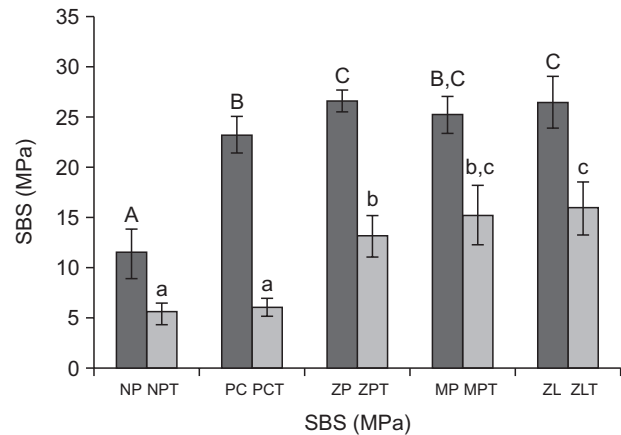 SBS (MPa)
35
30
25
20
15
10
5
0
A
a
B
a
C
b
B,C
b,c
C
c
NP NPT PC PCT ZP ZPT MP MPT ZL ZLT
SBS (MPa)